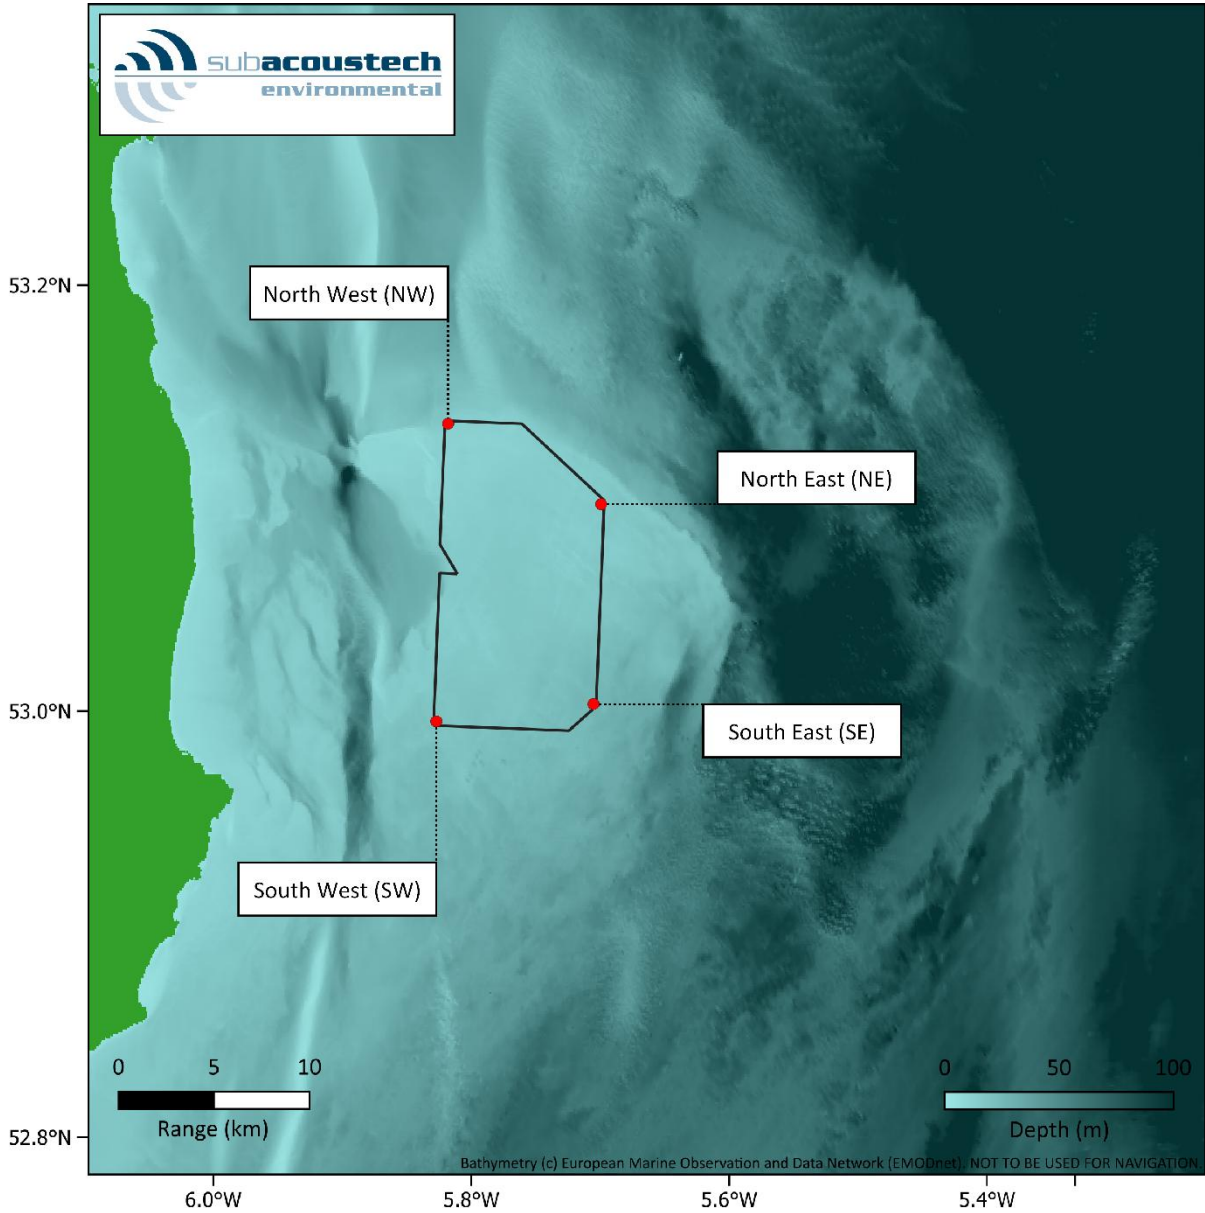 subacoustech
environmental
53.2°N
North West (NW)
North East (NE)
53.0°N
South East (SE)
South West (SW)
0 5 10
Range (km)
0 50 100
Depth (m)
52.8°N
Bathymetry (c) European Marine Observation and Data Network (EMODnet). NOT TO BE USED FOR NAVIGATION.
6.0°W 5.8°W 5.6°W 5.4°W